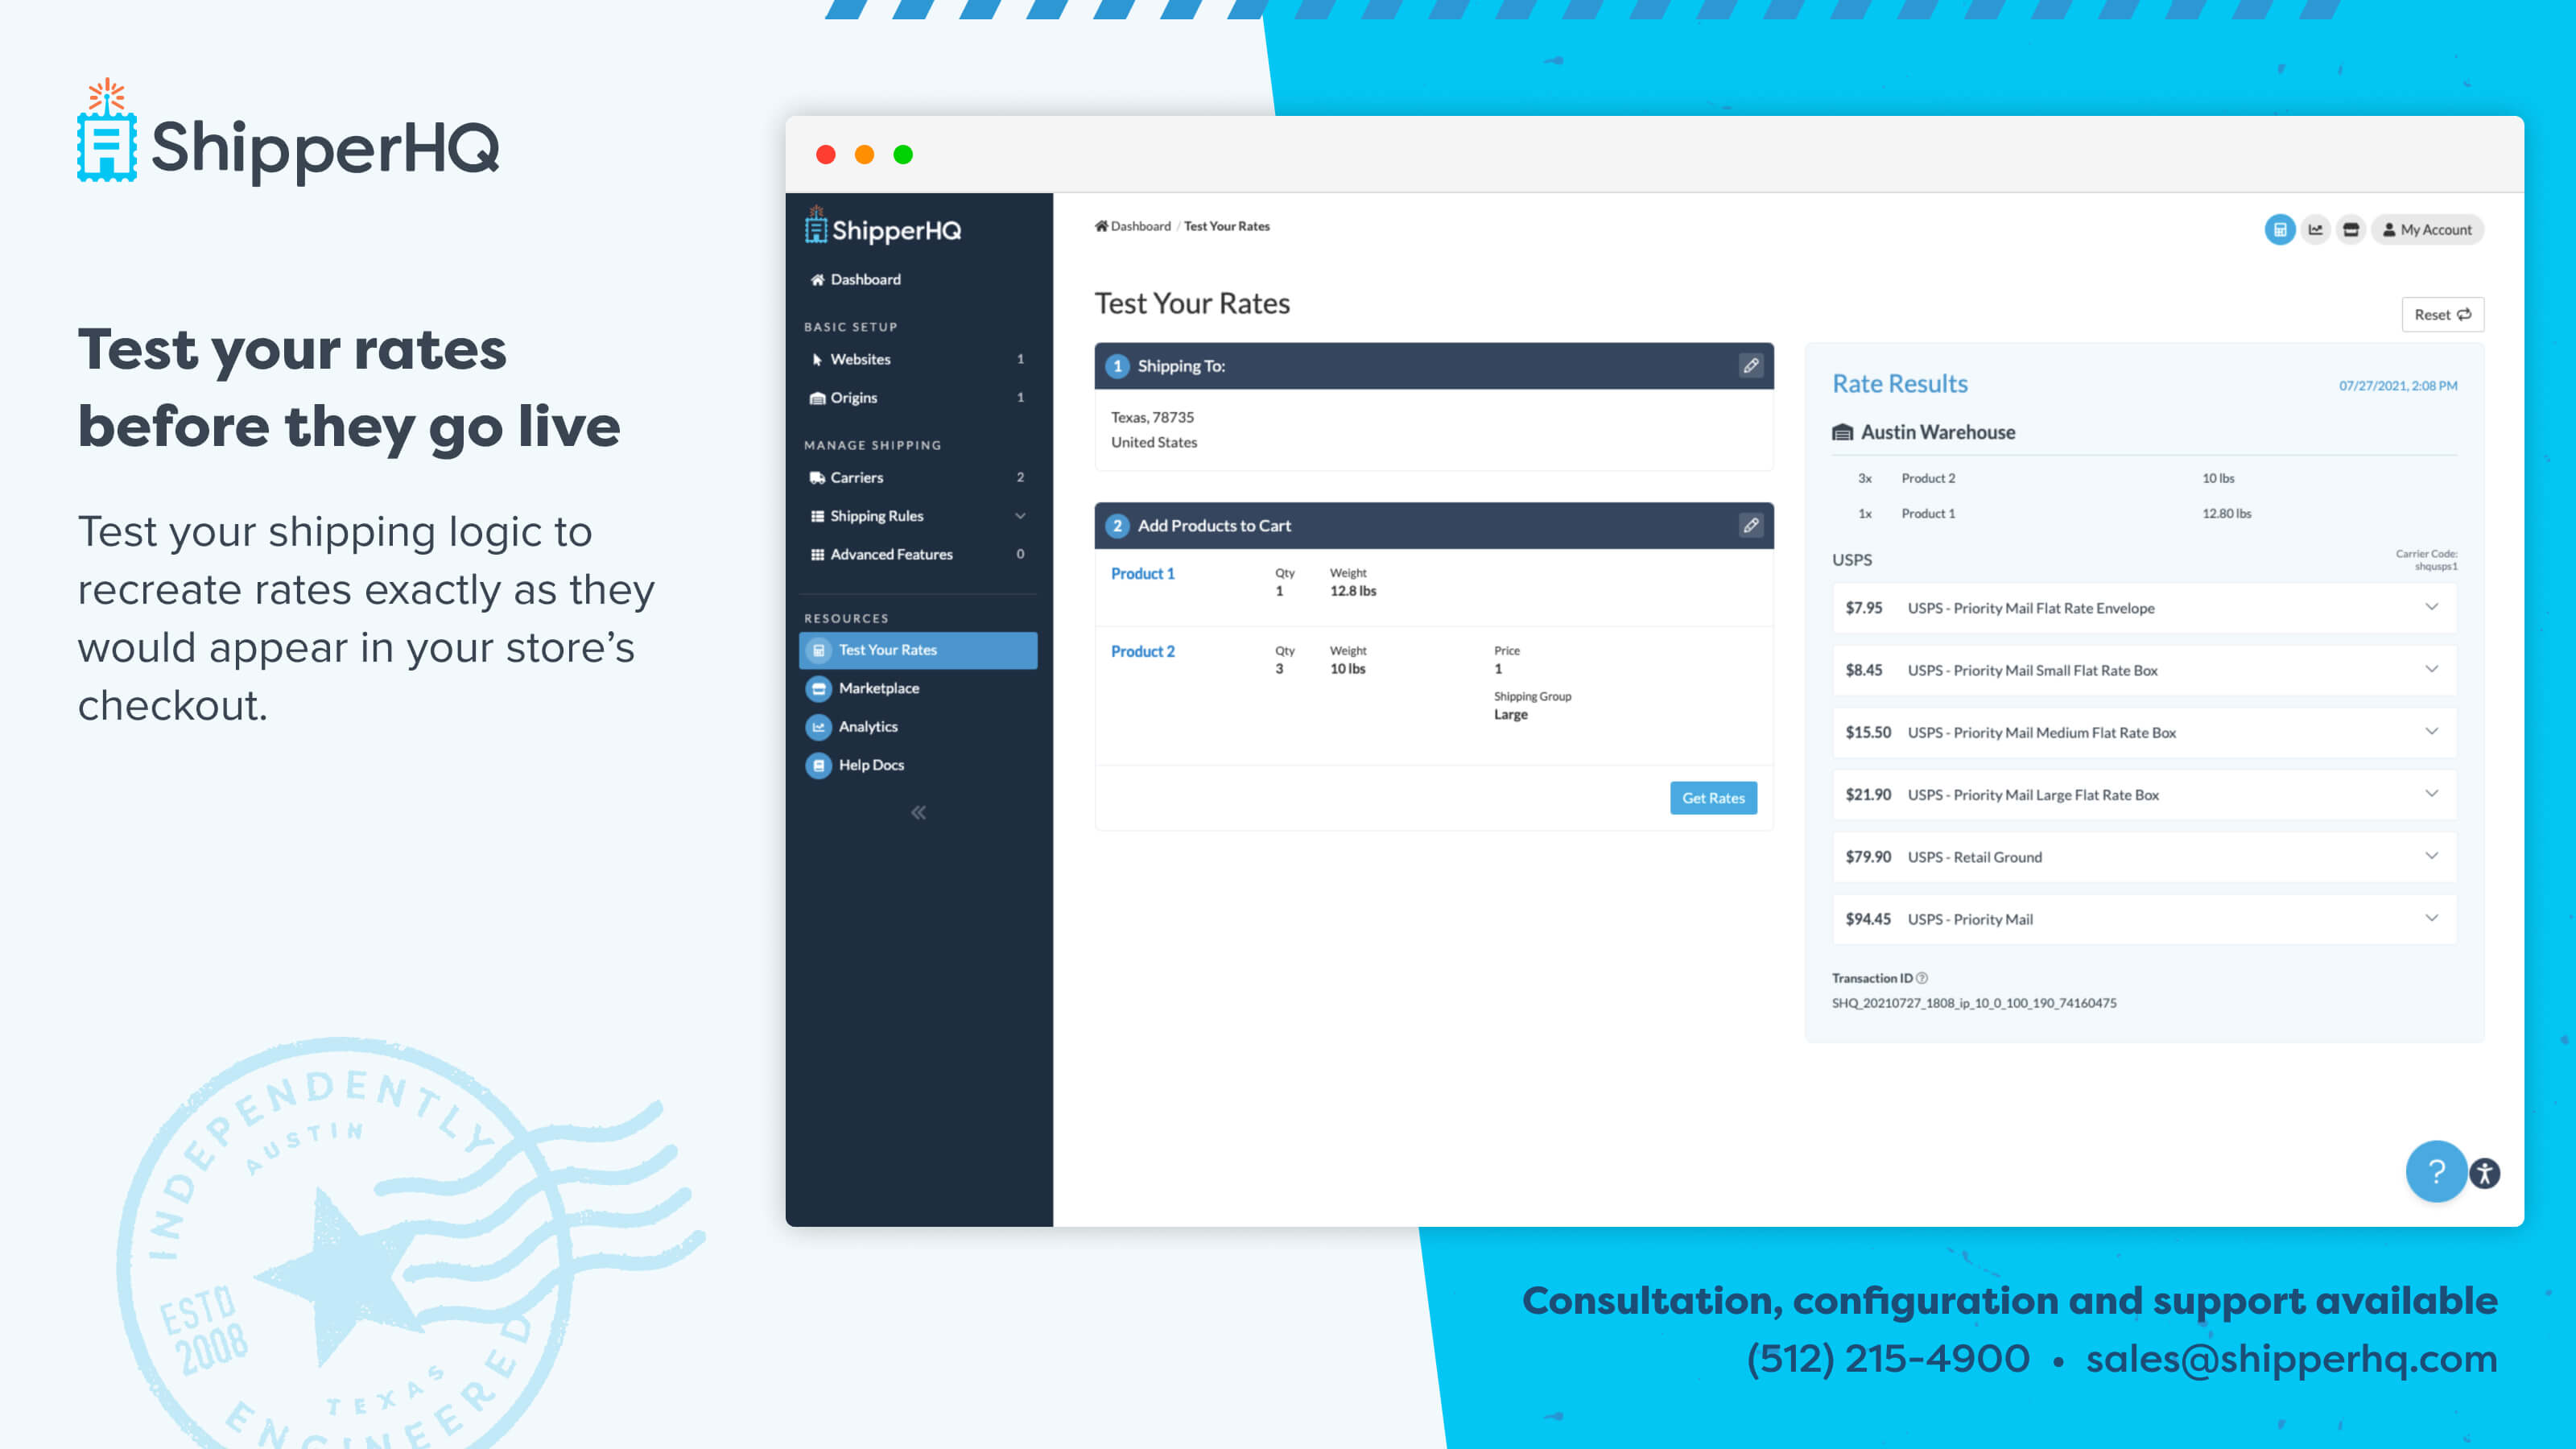 ShipperHQ
Test your rates
before they go live
Test your shipping logic to
recreate rates exactly as they
would appear in your store’s
checkout.
INDEPENDENTLY
AUSTIN
ESTD
2008
TEXAS
ENGINEERED
ShipperHQ
Dashboard
BASIC SETUP
Websites 1
Origins 1
MANAGE SHIPPING
Carriers 2
Shipping Rules
Advanced Features 0
RESOURCES
Test Your Rates
Marketplace
Analytics
Help Docs
Dashboard / Test Your Rates
My Account
Test Your Rates
Reset
1 Shipping To:
Texas, 78735
United States
2 Add Products to Cart
Product 1 Qty Weight
1 12.8 lbs
Product 2 Qty Weight Price
3 10 lbs 1
Shipping Group
Large
Get Rates
Rate Results 07/27/2021, 2:08 PM
Austin Warehouse
3x Product 2 10 lbs
1x Product 1 12.80 lbs
USPS Carrier Code:
shqusps1
$7.95 USPS - Priority Mail Flat Rate Envelope
$8.45 USPS - Priority Mail Small Flat Rate Box
$15.50 USPS - Priority Mail Medium Flat Rate Box
$21.90 USPS - Priority Mail Large Flat Rate Box
$79.90 USPS - Retail Ground
$94.45 USPS - Priority Mail
Transaction ID ?
SHQ_20210727_1808_ip_10_0_100_190_74160475
?
Consultation, configuration and support available
(512) 215-4900 • sales@shipperhq.com